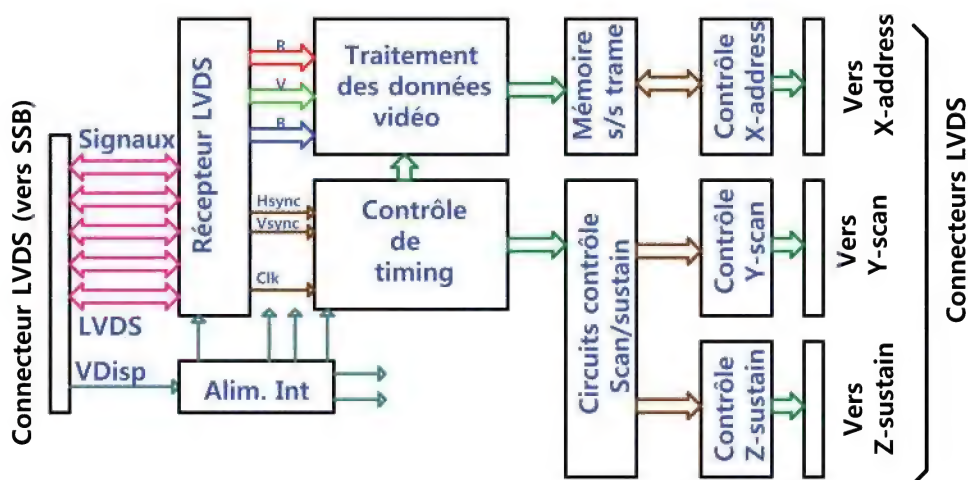 Connecteur LVDS (vers SSB)
Signaux
LVDS
VDisp
Récepteur LVDS
R
V
B
Hsync
Vsync
Clk
Alim. Int
Traitement
des données
vidéo
Contrôle
de
timing
Mémoire
s/s trame
Circuits contrôle
Scan/sustain
Contrôle
X-address
Contrôle
Y-scan
Contrôle
Z-sustain
Vers
X-address
Vers
Y-scan
Vers
Z-sustain
Connecteurs LVDS